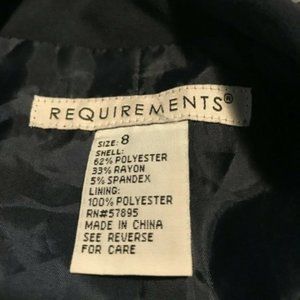 REQUIREMENTS®
SIZE: 8
SHELL:
62% POLYESTER
33% RAYON
5% SPANDEX
LINING:
100% POLYESTER
RN#57895
MADE IN CHINA
SEE REVERSE
FOR CARE